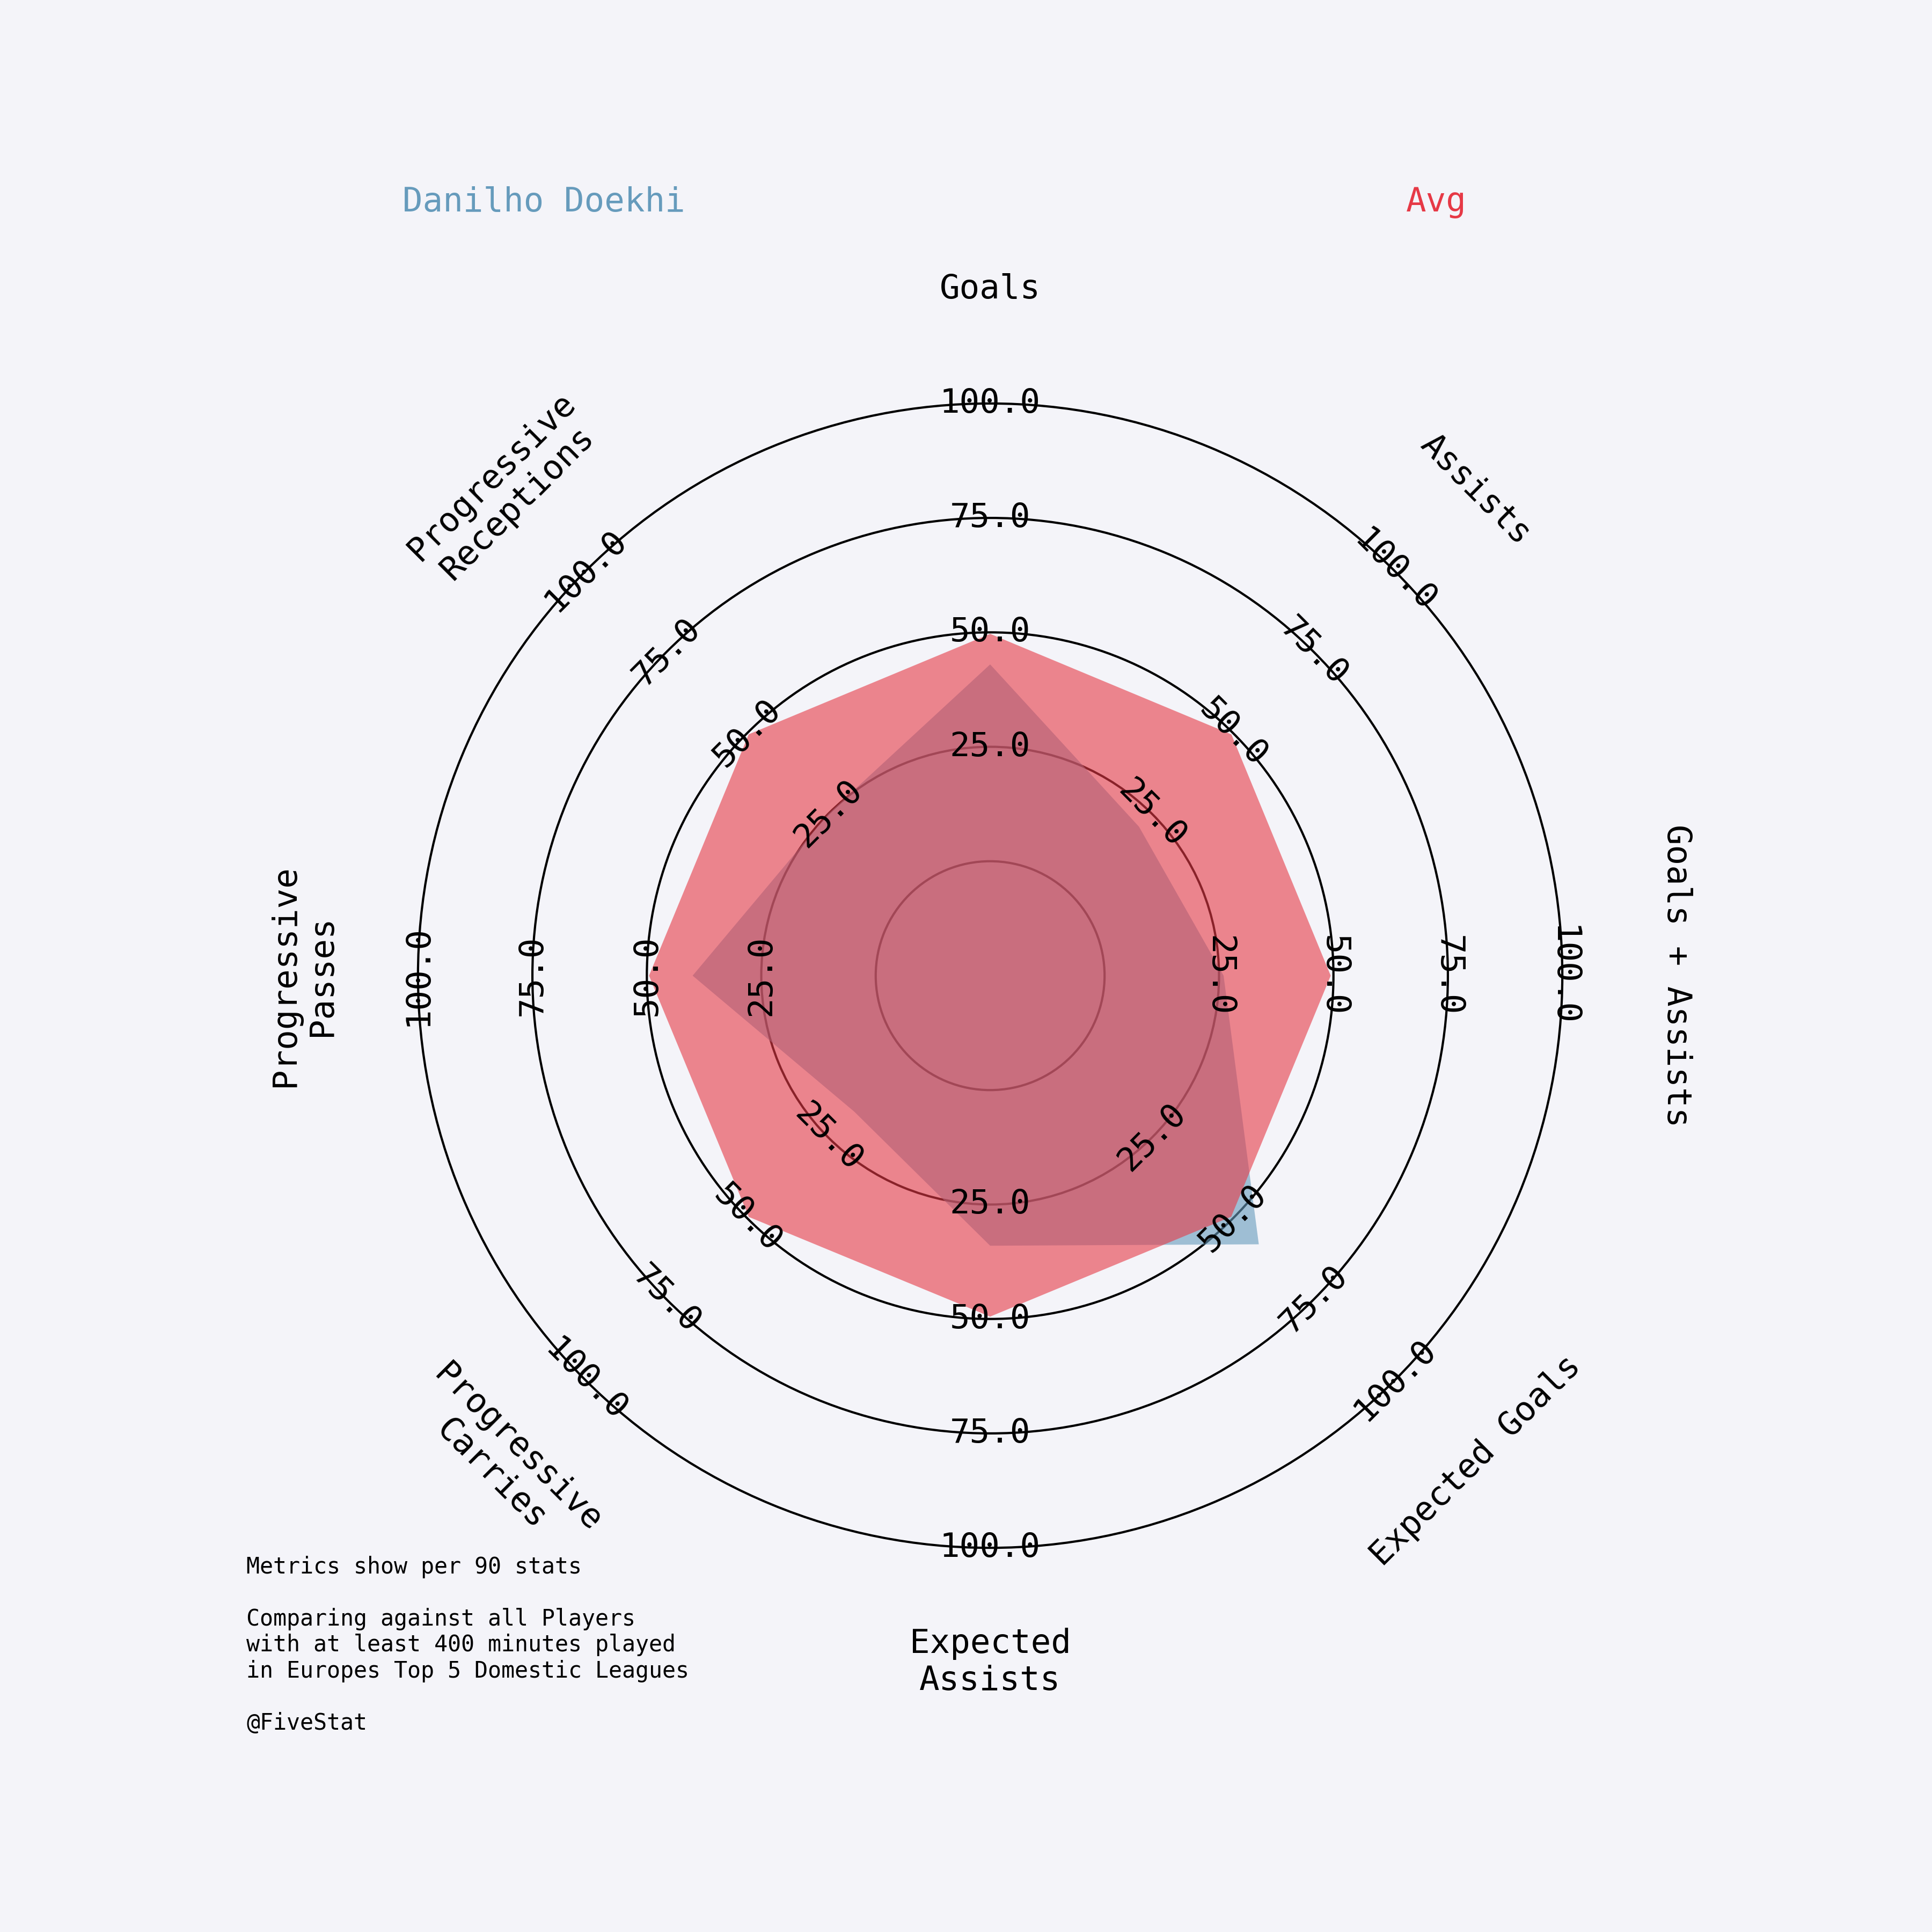 Danilho Doekhi
Avg
Goals
Assists
Goals + Assists
Expected Goals
Expected
Assists
Progressive
Carries
Progressive
Passes
Progressive
Receptions
100.0
75.0
50.0
25.0
100.0
75.0
50.0
25.0
100.0
75.0
50.0
25.0
100.0
75.0
50.0
25.0
25.0
50.0
75.0
100.0
25.0
50.0
75.0
100.0
100.0
75.0
50.0
25.0
100.0
75.0
50.0
25.0
Metrics show per 90 stats
Comparing against all Players
with at least 400 minutes played
in Europes Top 5 Domestic Leagues
@FiveStat